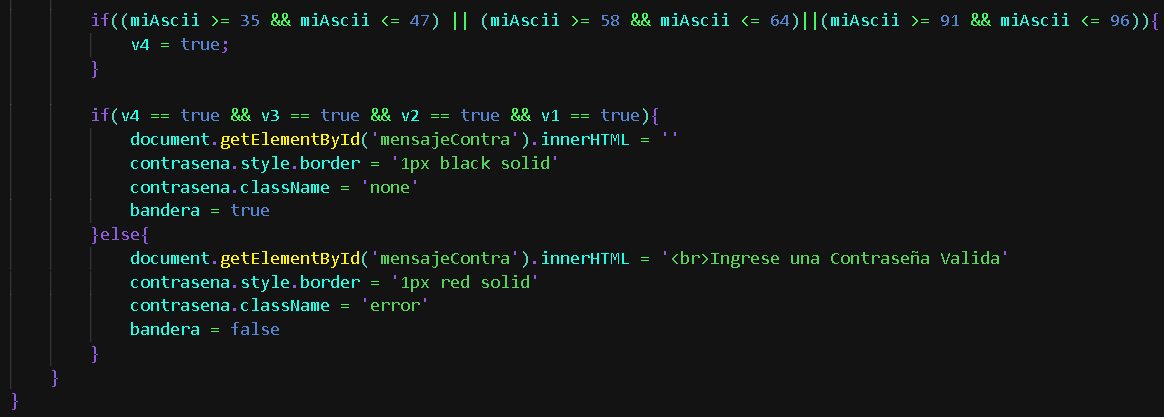 if((miAscii >= 35 && miAscii <= 47) || (miAscii >= 58 && miAscii <= 64)||(miAscii >= 91 && miAscii <= 96)){
v4 = true;
}
if(v4 == true && v3 == true && v2 == true && v1 == true){
document.getElementById('mensajeContra').innerHTML = ''
contrasena.style.border = '1px black solid'
contrasena.className = 'none'
bandera = true
}else{
document.getElementById('mensajeContra').innerHTML = '<br>Ingrese una Contraseña Valida'
contrasena.style.border = '1px red solid'
contrasena.className = 'error'
bandera = false
}
}
}